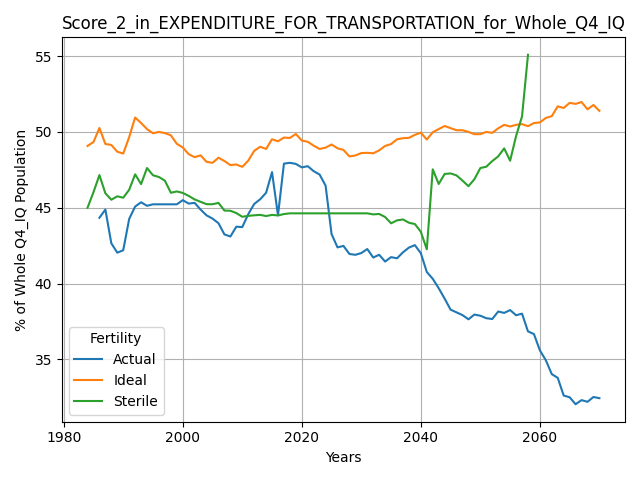 Score_2_in_EXPENDITURE_FOR_TRANSPORTATION_for_Whole_Q4_IQ
% of Whole Q4_IQ Population
55
50
45
40
35
Fertility
Actual
Ideal
Sterile
1980 2000 2020 2040 2060
Years